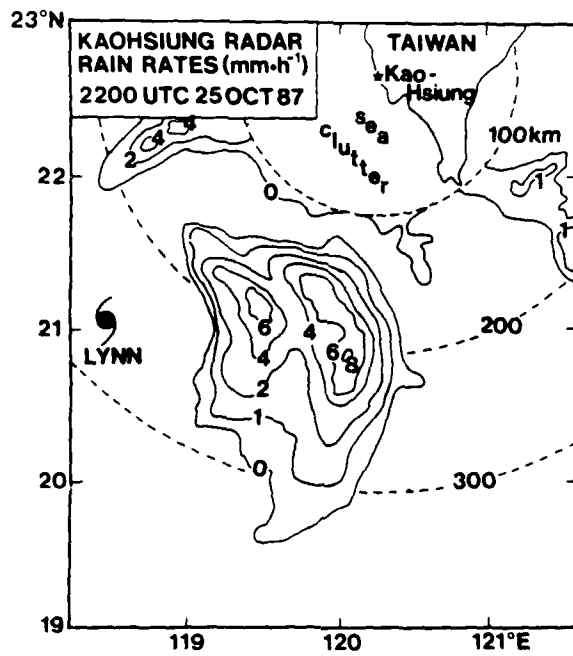 23°N
KAOHSIUNG RADAR
RAIN RATES (mm·h⁻¹)
2200 UTC 25 OCT 87
TAIWAN
*Kao-
Hsiung
sea
clutter
100km
2 4 4
22
0
1
1
21
LYNN
6
4
6 8
4
200
2
1
20
0
300
19
119
120
121°E